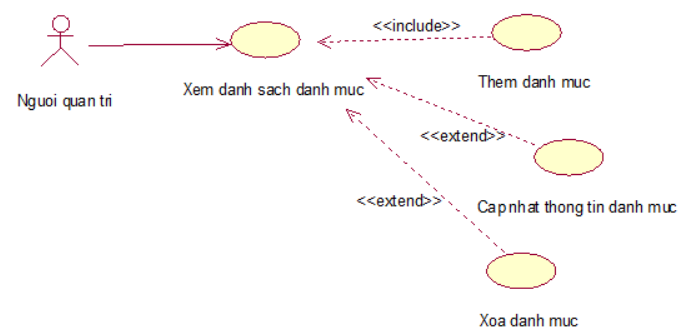 <<include>>
Them danh muc
Xem danh sach danh muc
Nguoi quan tri
<<extend>>
<<extend>>
Cap nhat thong tin danh muc
Xoa danh muc